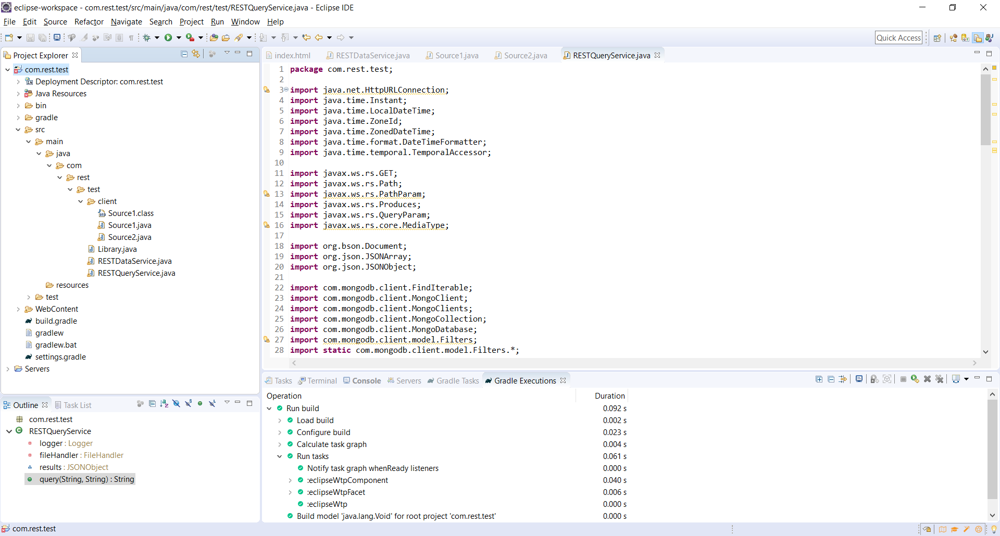 eclipse-workspace - com.rest.test/src/main/java/com/rest/test/RESTQueryService.java - Eclipse IDE
File Edit Source Refactor Navigate Search Project Run Window Help
Quick Access
Project Explorer
com.rest.test
Deployment Descriptor: com.rest.test
Java Resources
bin
gradle
src
main
java
com
rest
test
client
Source1.class
Source1.java
Source2.java
Library.java
RESTDataService.java
RESTQueryService.java
resources
test
WebContent
build.gradle
gradlew
gradlew.bat
settings.gradle
Servers
index.html RESTDataService.java Source1.java Source2.java RESTQueryService.java
1 package com.rest.test;
2
3 import java.net.HttpURLConnection;
4 import java.time.Instant;
5 import java.time.LocalDateTime;
6 import java.time.ZoneId;
7 import java.time.ZonedDateTime;
8 import java.time.format.DateTimeFormatter;
9 import java.time.temporal.TemporalAccessor;
10
11 import javax.ws.rs.GET;
12 import javax.ws.rs.Path;
13 import javax.ws.rs.PathParam;
14 import javax.ws.rs.Produces;
15 import javax.ws.rs.QueryParam;
16 import javax.ws.rs.core.MediaType;
17
18 import org.bson.Document;
19 import org.json.JSONArray;
20 import org.json.JSONObject;
21
22 import com.mongodb.client.FindIterable;
23 import com.mongodb.client.MongoClient;
24 import com.mongodb.client.MongoClients;
25 import com.mongodb.client.MongoCollection;
26 import com.mongodb.client.MongoDatabase;
27 import com.mongodb.client.model.Filters;
28 import static com.mongodb.client.model.Filters.*;
Outline Task List
com.rest.test
RESTQueryService
logger : Logger
fileHandler : FileHandler
results : JSONObject
query(String, String) : String
Tasks Terminal Console Servers Gradle Tasks Gradle Executions
Operation Duration
Run build 0.092 s
Load build 0.002 s
Configure build 0.023 s
Calculate task graph 0.004 s
Run tasks 0.061 s
Notify task graph whenReady listeners 0.000 s
:eclipseWtpComponent 0.040 s
:eclipseWtpFacet 0.006 s
:eclipseWtp 0.000 s
Build model 'java.lang.Void' for root project 'com.rest.test' 0.000 s
com.rest.test